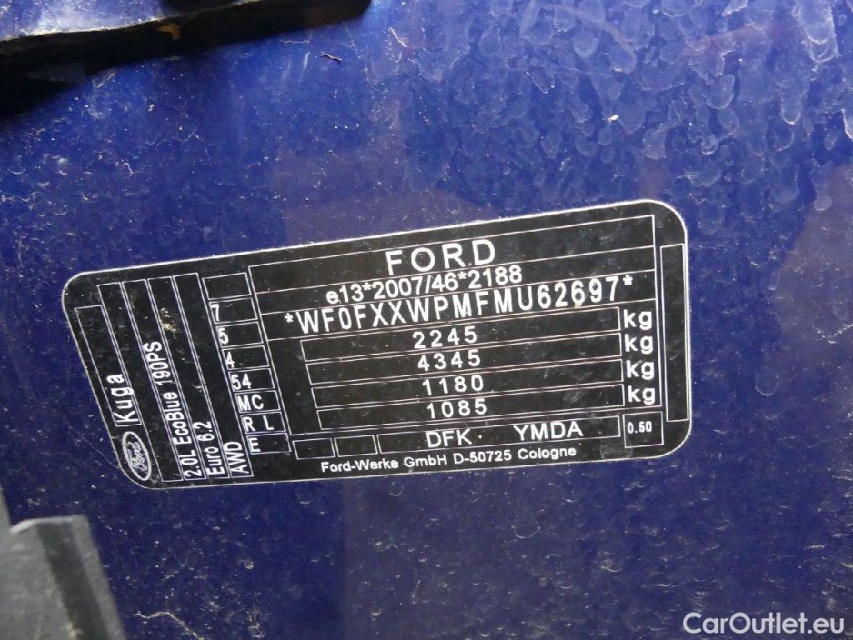 FORD
e13*2007/46*2188
*WF0FXXWPMFMU62697*
2245 kg
4345 kg
1180 kg
1085 kg
DFK· YMDA 0.50
Ford-Werke GmbH D-50725 Cologne
7
5
4
54
MC
R L
E
Ford Kuga
2.0L EcoBlue 190PS
Euro 6.2
AWD
CarOutlet.eu